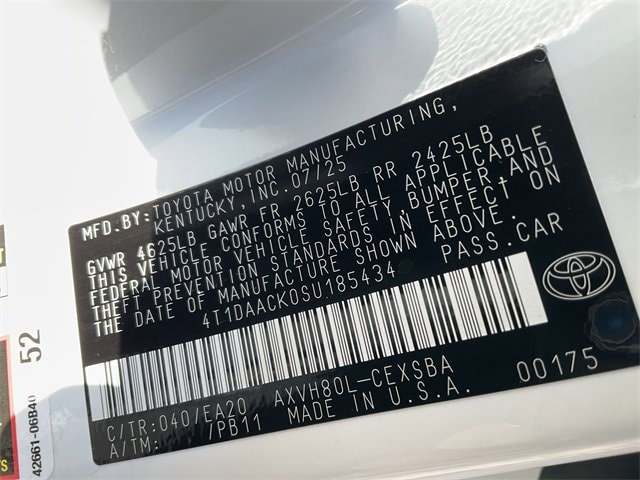 MFD.BY: TOYOTA MOTOR MANUFACTURING,
KENTUCKY, INC. 07/25
GVWR 4625LB GAWR FR 2625LB RR 2425LB
THIS VEHICLE CONFORMS TO ALL APPLICABLE
FEDERAL MOTOR VEHICLE SAFETY, BUMPER, AND
THEFT PREVENTION STANDARDS IN EFFECT ON
THE DATE OF MANUFACTURE SHOWN ABOVE.
4T1DAACK0SU185434 PASS.CAR
C/TR:040/EA20 AXVH80L-CEXSBA
A/TM: 7PB11 MADE IN U.S.A. 00175
52
42661-06B40